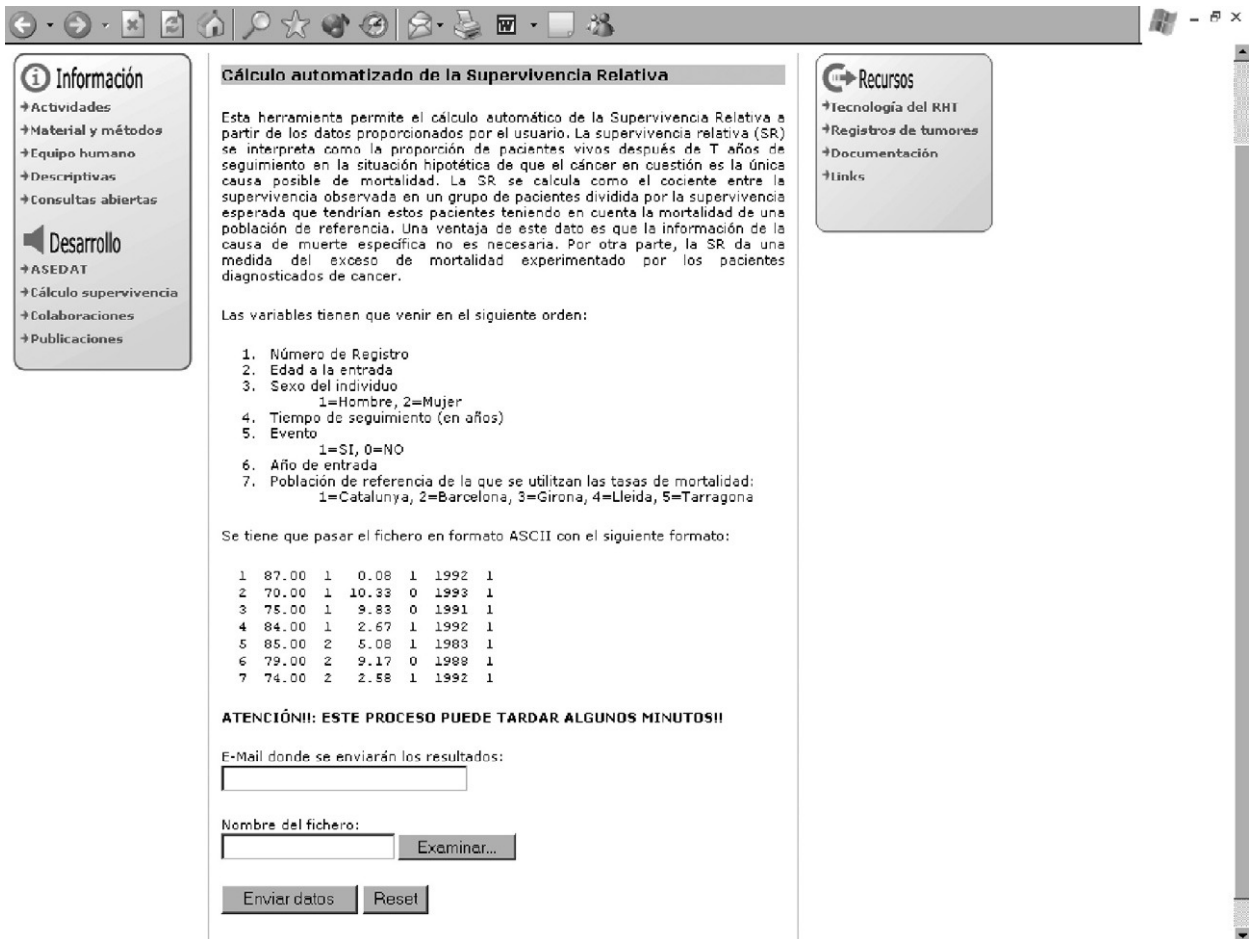 Información
Actividades
Material y métodos
Equipo humano
Descriptivas
Consultas abiertas
Desarrollo
ASEDAT
Cálculo supervivencia
Colaboraciones
Publicaciones
Cálculo automatizado de la Supervivencia Relativa
Esta herramienta permite el cálculo automático de la Supervivencia Relativa a
partir de los datos proporcionados por el usuario. La supervivencia relativa (SR)
se interpreta como la proporción de pacientes vivos después de T años de
seguimiento en la situación hipotética de que el cáncer en cuestión es la única
causa posible de mortalidad. La SR se calcula como el cociente entre la
supervivencia observada en un grupo de pacientes dividida por la supervivencia
esperada que tendrían estos pacientes teniendo en cuenta la mortalidad de una
población de referencia. Una ventaja de este dato es que la información de la
causa de muerte específica no es necesaria. Por otra parte, la SR da una
medida del exceso de mortalidad experimentado por los pacientes
diagnosticados de cancer.
Las variables tienen que venir en el siguiente orden:
1. Número de Registro
2. Edad a la entrada
3. Sexo del individuo
1=Hombre, 2=Mujer
4. Tiempo de seguimiento (en años)
5. Evento
1=SI, 0=NO
6. Año de entrada
7. Población de referencia de la que se utilitzan las tasas de mortalidad:
1=Catalunya, 2=Barcelona, 3=Girona, 4=Lleida, 5=Tarragona
Se tiene que pasar el fichero en formato ASCII con el siguiente formato:
1 87.00 1 0.08 1 1992 1
2 70.00 1 10.33 0 1993 1
3 75.00 1 9.83 0 1991 1
4 84.00 1 2.67 1 1992 1
5 85.00 2 5.08 1 1983 1
6 79.00 2 9.17 0 1988 1
7 74.00 2 2.58 1 1992 1
ATENCIÓN!!: ESTE PROCESO PUEDE TARDAR ALGUNOS MINUTOS!!
E-Mail donde se enviarán los resultados:
Nombre del fichero:
Examinar...
Enviar datos Reset
Recursos
Tecnología del RHT
Registros de tumores
Documentación
Links